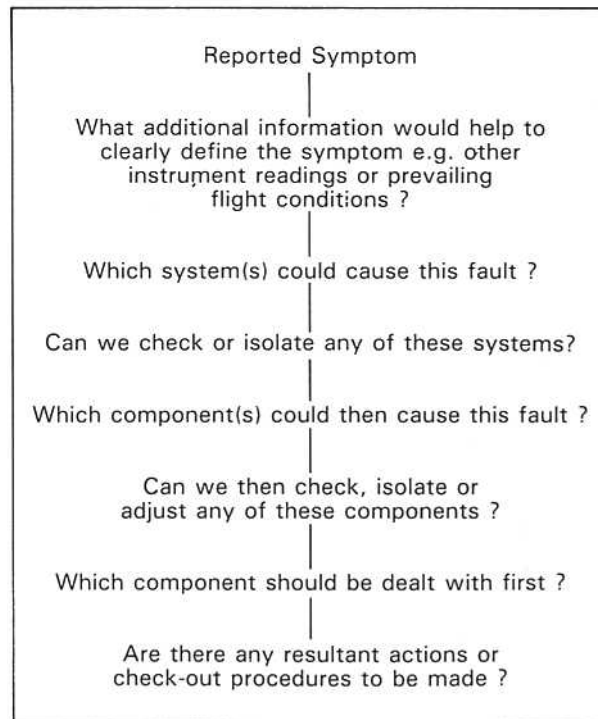 Reported Symptom
What additional information would help to
clearly define the symptom e.g. other
instrument readings or prevailing
flight conditions ?
Which system(s) could cause this fault ?
Can we check or isolate any of these systems?
Which component(s) could then cause this fault ?
Can we then check, isolate or
adjust any of these components ?
Which component should be dealt with first ?
Are there any resultant actions or
check-out procedures to be made ?